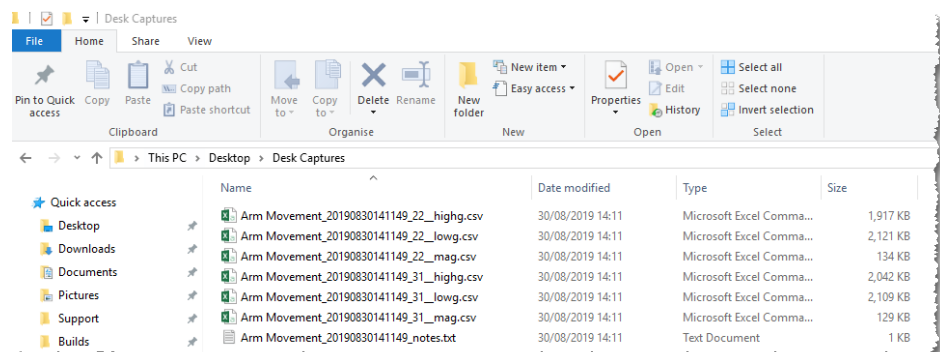 Desk Captures
File Home Share View
Pin to Quick access
Copy
Paste
Cut
Copy path
Paste shortcut
Move to
Copy to
Delete
Rename
New folder
New item
Easy access
Properties
Open
Edit
History
Select all
Select none
Invert selection
Clipboard Organise New Open Select
This PC > Desktop > Desk Captures
Name Date modified Type Size
Quick access
Desktop
Downloads
Documents
Pictures
Support
Builds
Arm Movement_20190830141149_22__highg.csv 30/08/2019 14:11 Microsoft Excel Comma... 1,917 KB
Arm Movement_20190830141149_22__lowg.csv 30/08/2019 14:11 Microsoft Excel Comma... 2,121 KB
Arm Movement_20190830141149_22__mag.csv 30/08/2019 14:11 Microsoft Excel Comma... 134 KB
Arm Movement_20190830141149_31__highg.csv 30/08/2019 14:11 Microsoft Excel Comma... 2,042 KB
Arm Movement_20190830141149_31__lowg.csv 30/08/2019 14:11 Microsoft Excel Comma... 2,109 KB
Arm Movement_20190830141149_31__mag.csv 30/08/2019 14:11 Microsoft Excel Comma... 129 KB
Arm Movement_20190830141149_notes.txt 30/08/2019 14:11 Text Document 1 KB